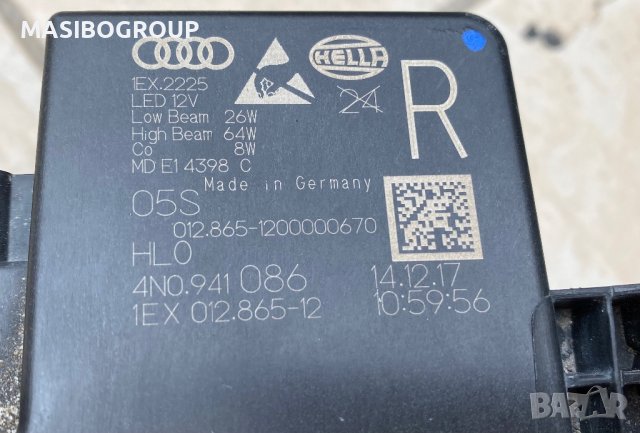 MASIBOGROUP
HELLA
1EX.2225
LED 12V
Low Beam 26W
High Beam 64W
Co 8W
MD E1 4398 C
24
R
Made in Germany
05S
012.865-1200000670
HL0
4N0.941 086
14.12.17
1EX 012.865-12
10:59:56
BAZAR